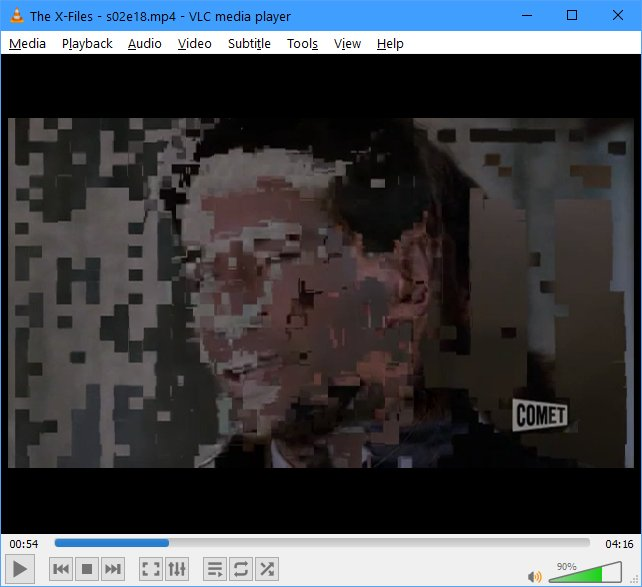 The X-Files - s02e18.mp4 - VLC media player
Media Playback Audio Video Subtitle Tools View Help
COMET
00:54 04:16
90%